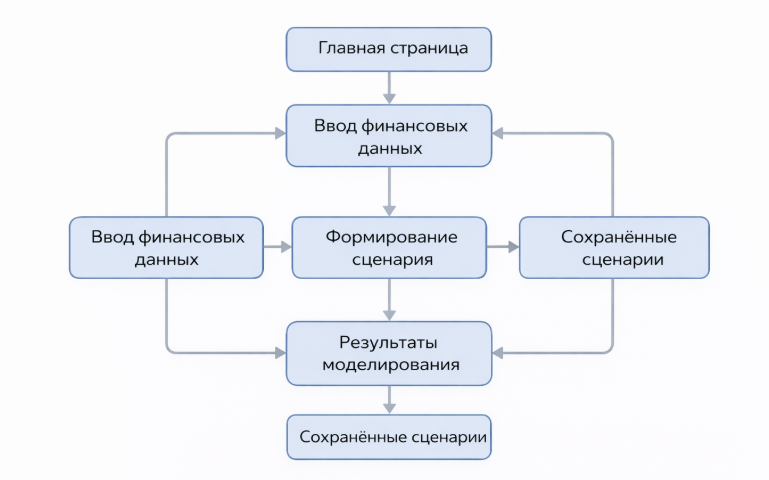 Главная страница
Ввод финансовых
данных
Ввод финансовых
данных
Формирование
сценария
Сохранённые
сценарии
Результаты
моделирования
Сохранённые сценарии